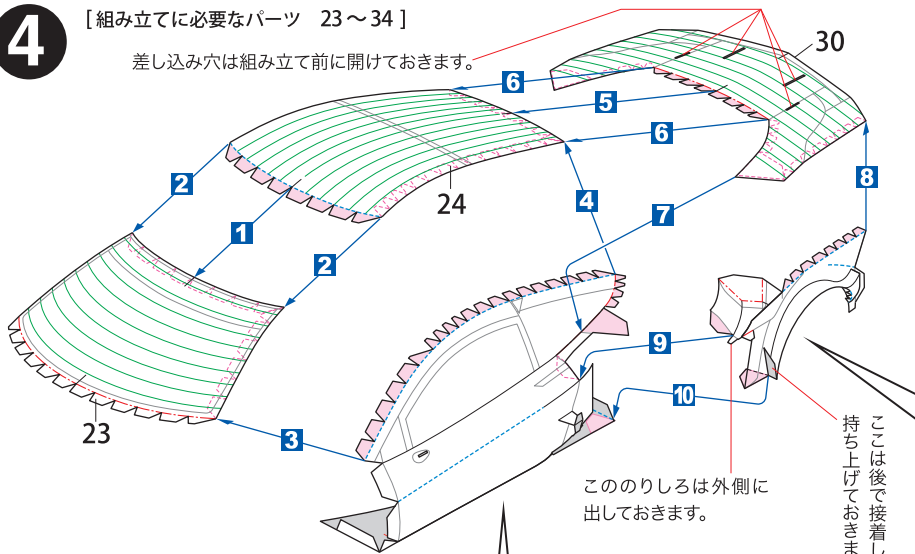 4
[ 組み立てに必要なパーツ　23 〜 34 ]
差し込み穴は組み立て前に開けておきます。
30
6
5
6
2
24
4
8
1
7
2
9
23
3
10
こののりしろは外側に
出しておきます。
ここは後で接着し
持ち上げておきま